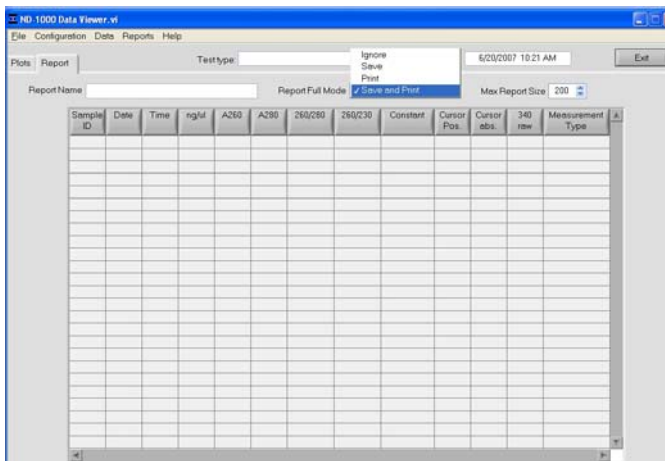 ND-1000 Data Viewer.vi
File Configuration Data Reports Help
Plots Report Test type: 6/20/2007 10:21 AM Exit
Ignore
Save
Print
✓Save and Print
Report Name Report Full Mode Max Report Size 200
Sample ID Date Time ng/ul A260 A280 260/280 260/230 Constant Cursor Pos. Cursor abs. 340 raw Measurement Type